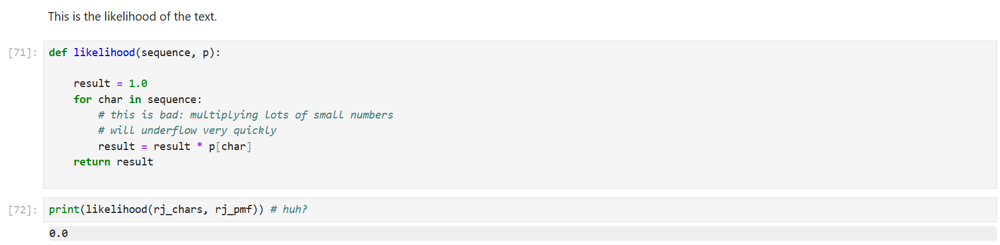 This is the likelihood of the text.
[71]: def likelihood(sequence, p):
    result = 1.0
    for char in sequence:
        # this is bad: multiplying lots of small numbers
        # will underflow very quickly
        result = result * p[char]
    return result
[72]: print(likelihood(rj_chars, rj_pmf)) # huh?
0.0